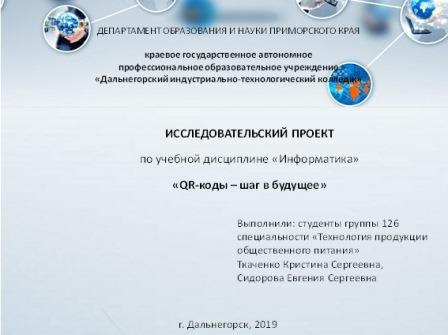 ДЕПАРТАМЕНТ ОБРАЗОВАНИЯ И НАУКИ ПРИМОРСКОГО КРАЯ
краевое государственное автономное
профессиональное образовательное учреждение
«Дальнегорский индустриально-технологический колледж»
ИССЛЕДОВАТЕЛЬСКИЙ ПРОЕКТ
по учебной дисциплине «Информатика»
«QR-коды – шаг в будущее»
Выполнили: студенты группы 126
специальности «Технология продукции
общественного питания»
Ткаченко Кристина Сергеевна,
Сидорова Евгения Сергеевна
г. Дальнегорск, 2019